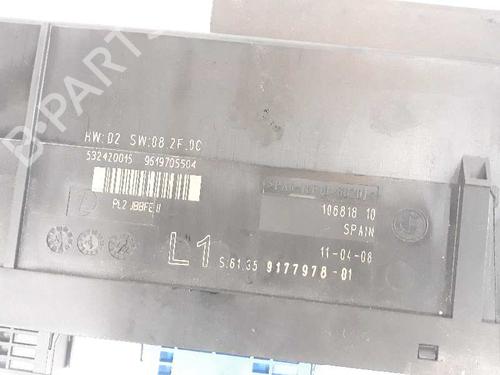 B-PARTS
HW:02 SW:08.2F.0C
532420015 9619705504
PL2 JBBFE II
106818 10
SPAIN
11-04-08
L1
S:61.35 9177978-01